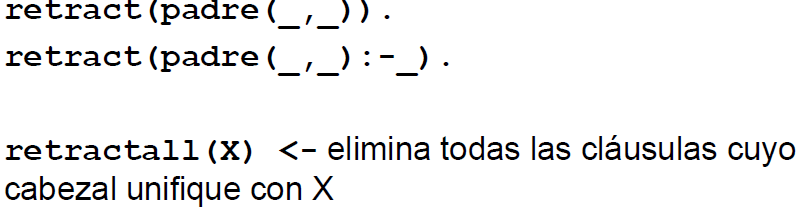 retract(padre(_,_)).
retract(padre(_,_):-_).
retractall(X) <- elimina todas las cláusulas cuyo
cabezal unifique con X